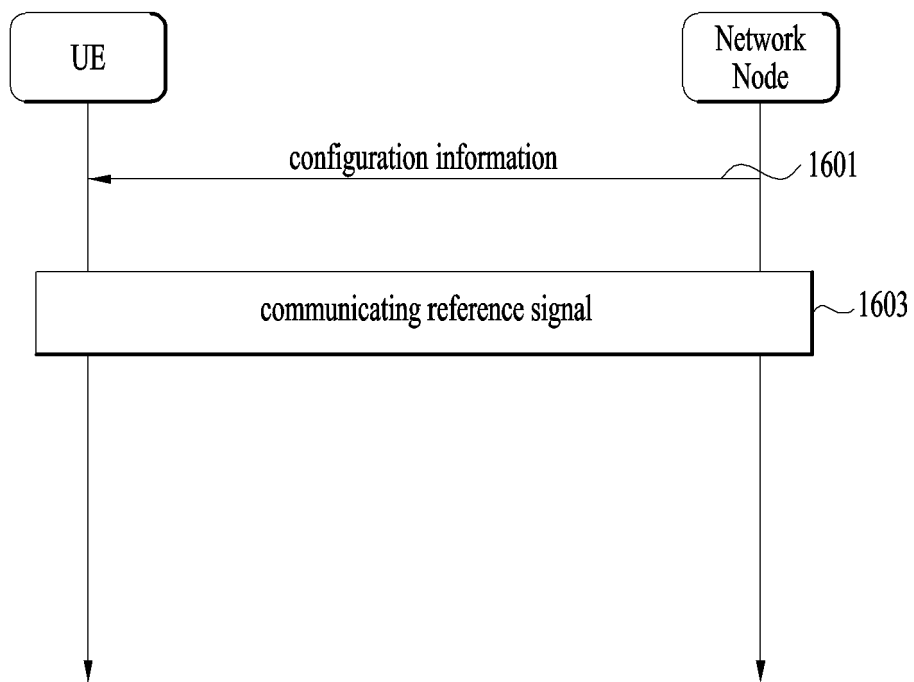 UE
Network
Node
configuration information
1601
communicating reference signal
1603